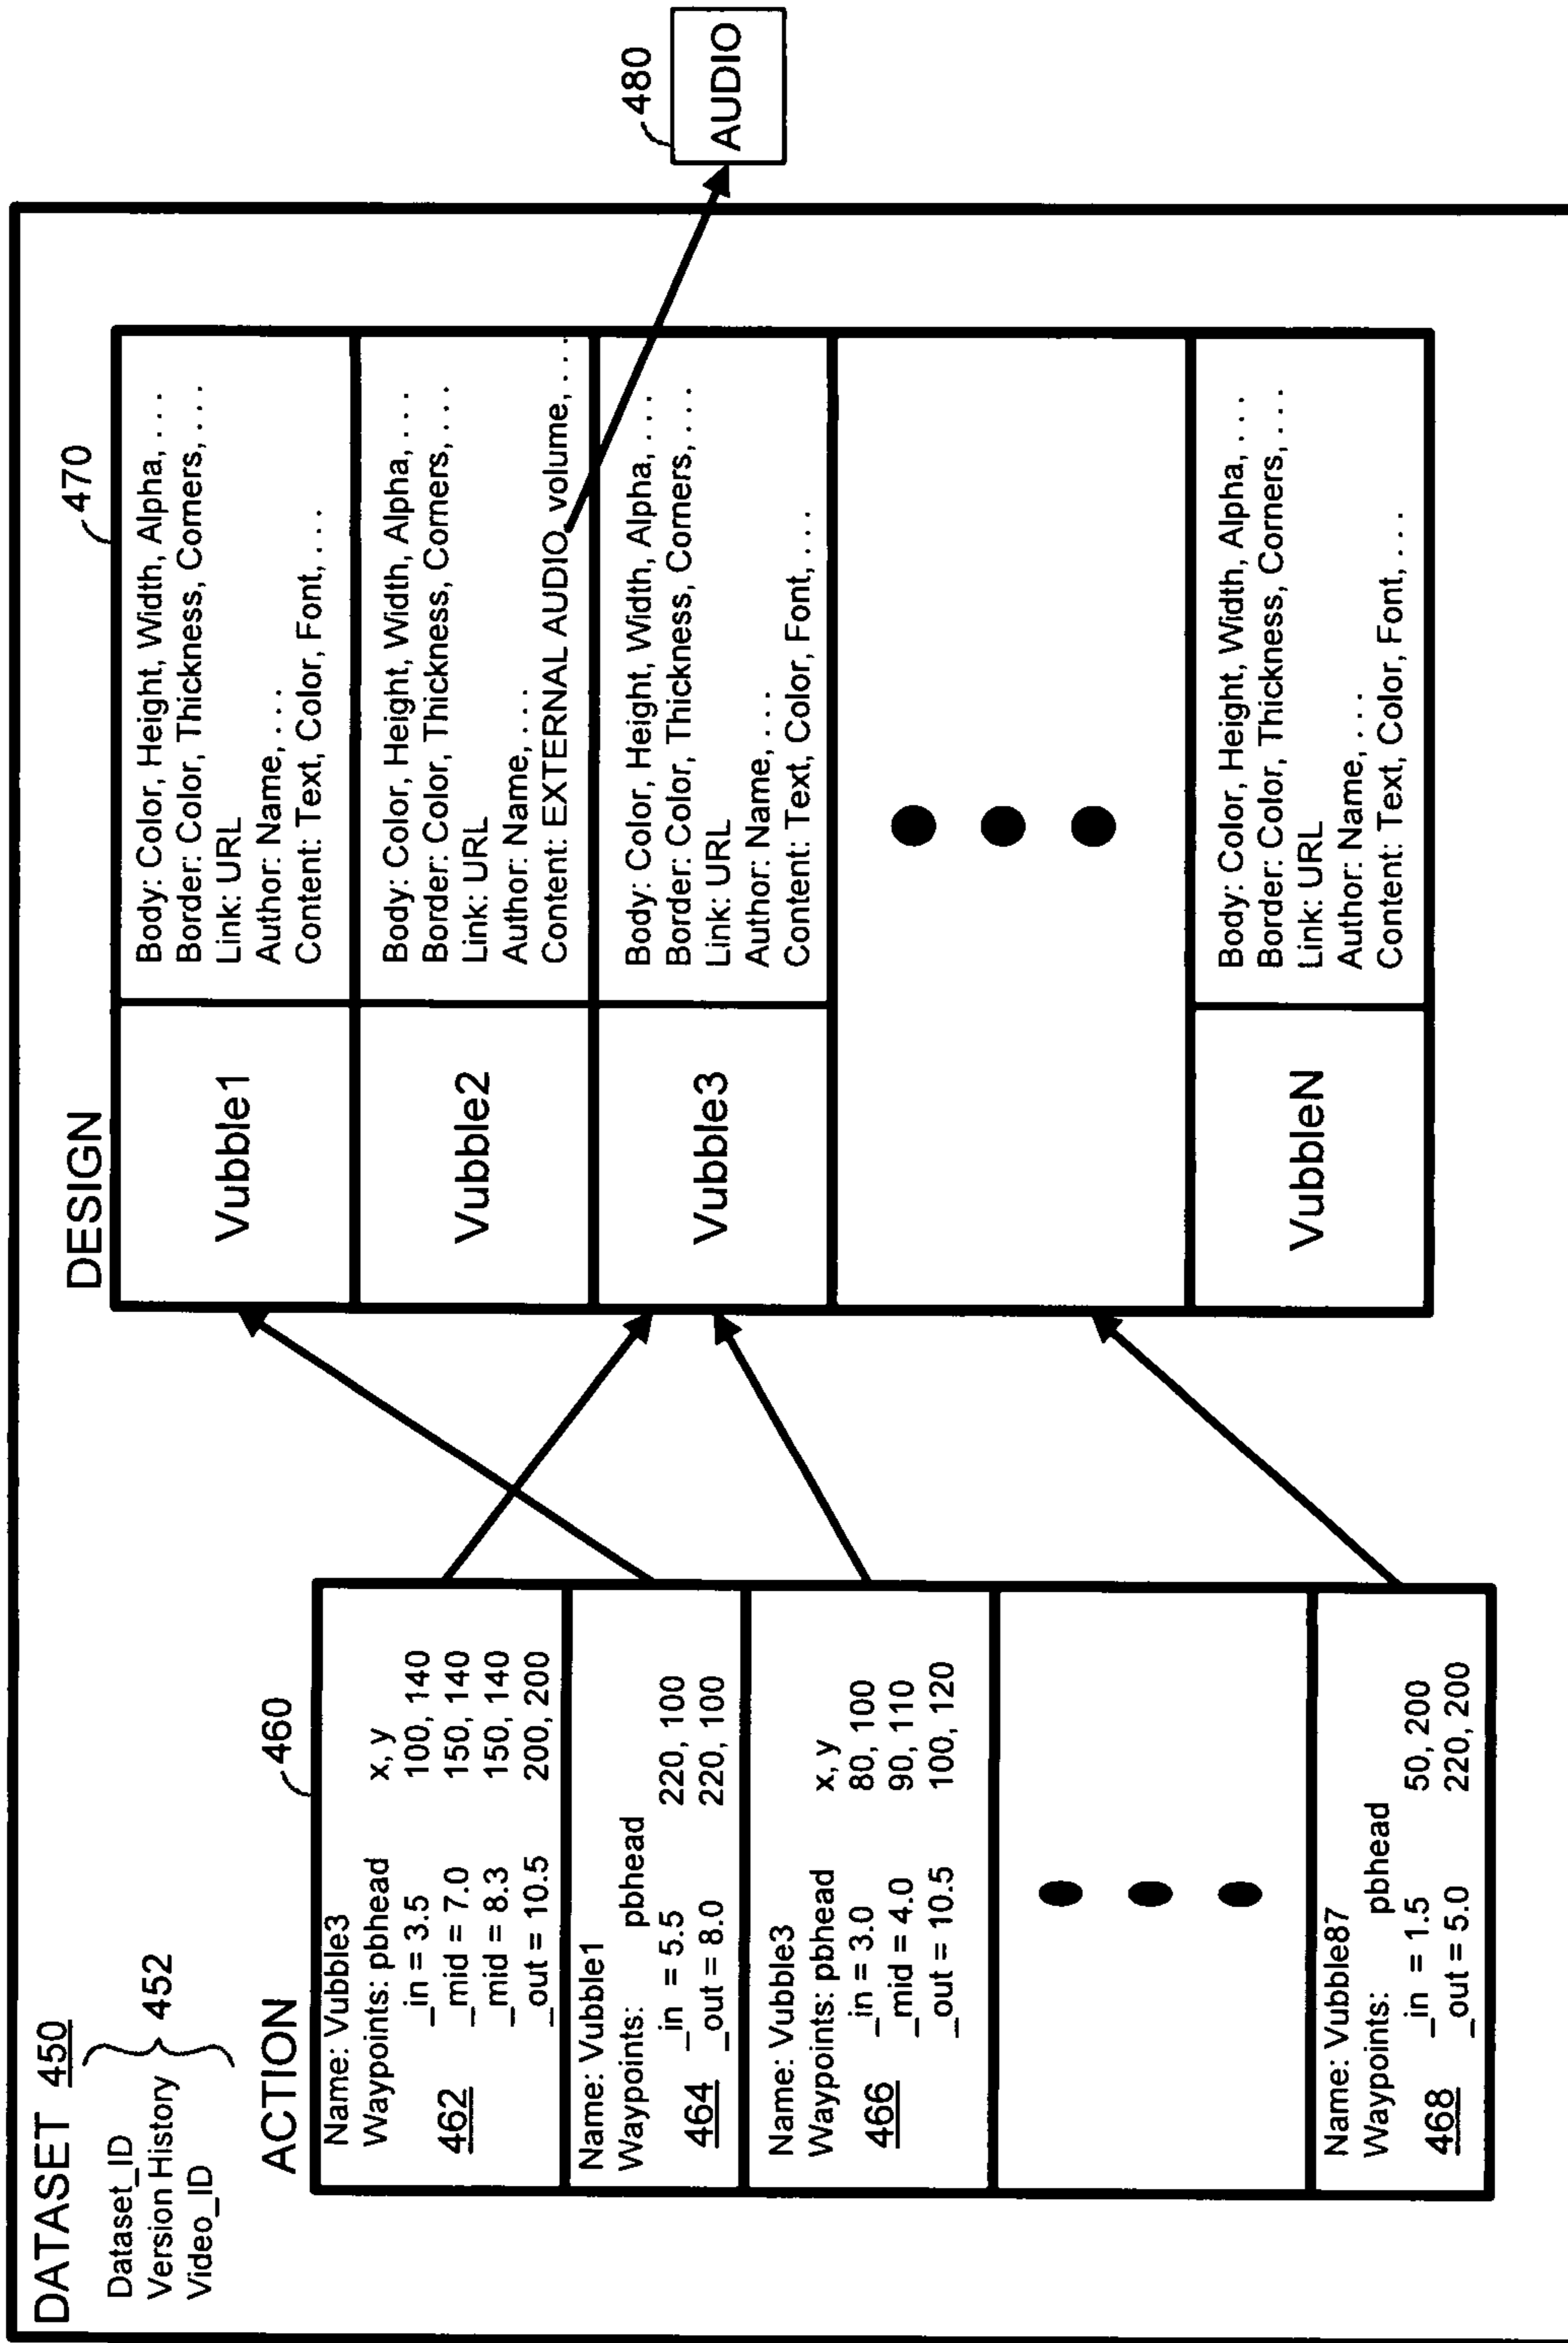 DATASET 450
Dataset_ID
Version History
Video_ID
452
ACTION
460
Name: Vubble3
Waypoints: pbhead x, y
_in = 3.5 100, 140
_mid = 7.0 150, 140
_mid = 8.3 150, 140
_out = 10.5 200, 200
462
Name: Vubble1
Waypoints: pbhead
_in = 5.5 220, 100
_out = 8.0 220, 100
464
Name: Vubble3
Waypoints: pbhead x, y
_in = 3.0 80, 100
_mid = 4.0 90, 110
_out = 10.5 100, 120
466
Name: Vubble87
Waypoints: pbhead
_in = 1.5 50, 200
_out = 5.0 220, 200
468
DESIGN
470
Vubble1
Body: Color, Height, Width, Alpha, . . .
Border: Color, Thickness, Corners, . . .
Link: URL
Author: Name, . . .
Content: Text, Color, Font, . . .
Vubble2
Body: Color, Height, Width, Alpha, . . .
Border: Color, Thickness, Corners, . . .
Link: URL
Author: Name, . . .
Content: EXTERNAL AUDIO, volume, . . .
Vubble3
Body: Color, Height, Width, Alpha, . . .
Border: Color, Thickness, Corners, . . .
Link: URL
Author: Name, . . .
Content: Text, Color, Font, . . .
VubbleN
Body: Color, Height, Width, Alpha, . . .
Border: Color, Thickness, Corners, . . .
Link: URL
Author: Name, . . .
Content: Text, Color, Font, . . .
480
AUDIO